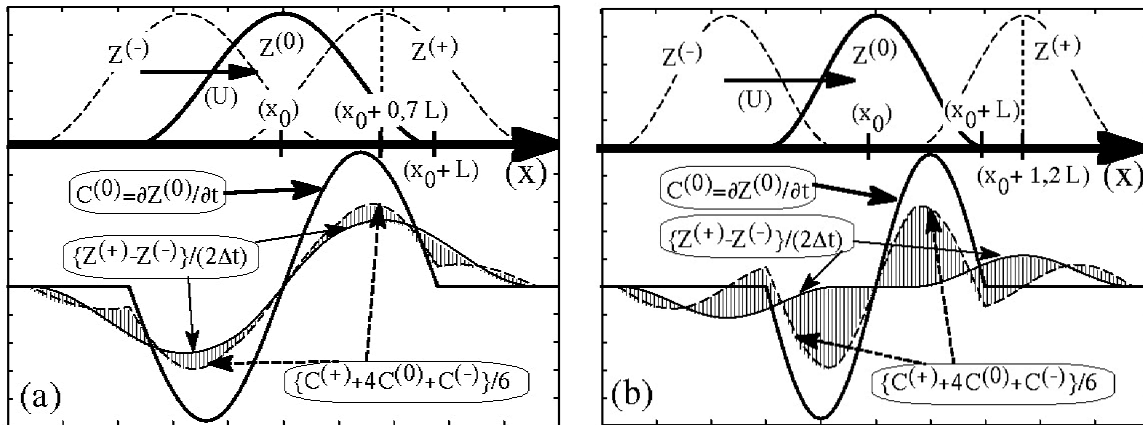 Z(-)
Z(0)
Z(+)
(U)
(x0)
(x0+ 0,7 L)
(x0+ L)
(X)
C(0)=∂Z(0)/∂t
{Z(+)-Z(-)}/(2Δt)
{C(+)+4C(0)+C(-)}/6
(a)
Z(-)
Z(0)
Z(+)
(U)
(x0)
(x0+ L)
(x0+ 1,2 L)
(X)
C(0)=∂Z(0)/∂t
{Z(+)-Z(-)}/(2Δt)
{C(+)+4C(0)+C(-)}/6
(b)